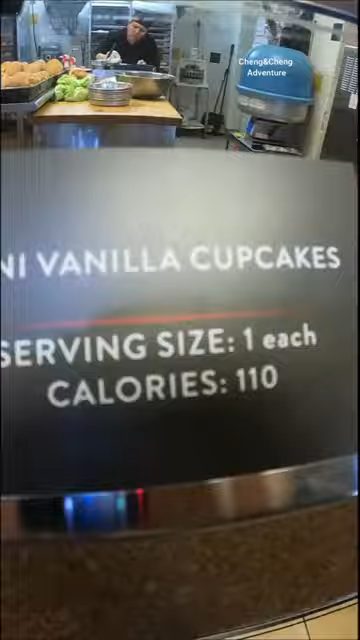 Cheng&Cheng
Adventure
NI VANILLA CUPCAKES
SERVING SIZE: 1 each
CALORIES: 110